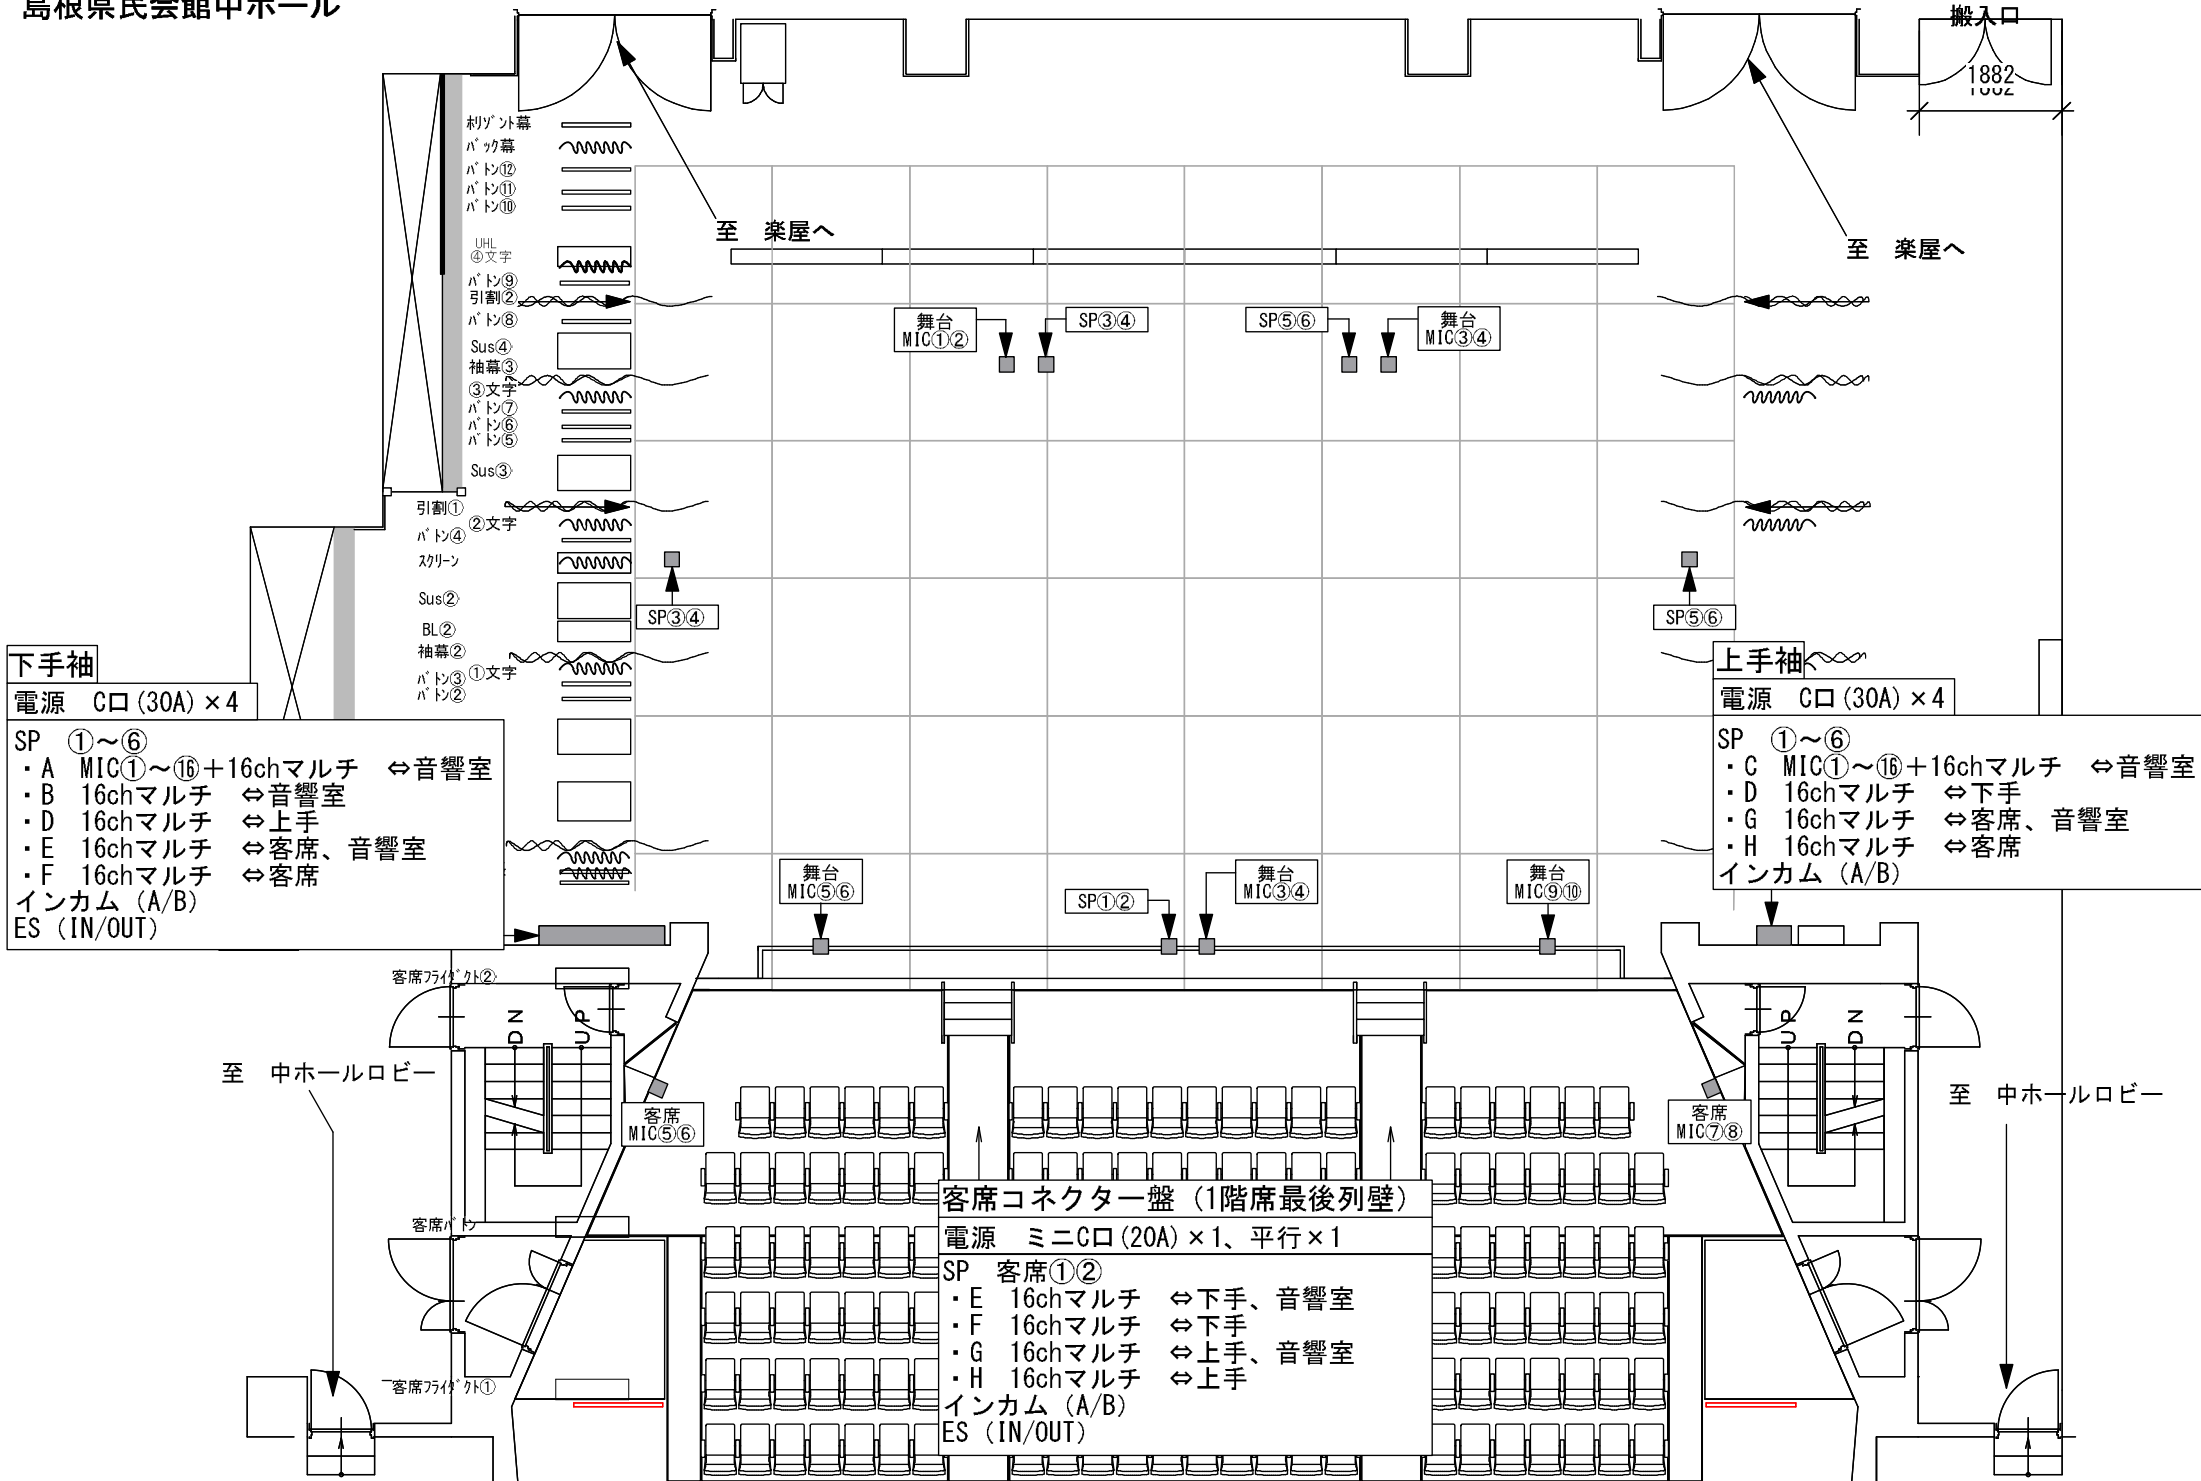 島根県民会館中ホール
搬入口
1882
1882
ホリゾント幕
バック幕
バトン⑫
バトン⑪
バトン⑩
至　楽屋へ
至　楽屋へ
UHL
④文字
バトン⑨
引割②
バトン⑧
舞台
MIC①②
SP③④
SP⑤⑥
舞台
MIC③④
Sus④
袖幕③
③文字
バトン⑦
バトン⑥
バトン⑤
Sus③
引割①
②文字
バトン④
スクリーン
Sus②
SP③④
SP⑤⑥
BL②
袖幕②
①文字
バトン③
バトン②
下手袖
電源　C口(30A)×4
SP　①～⑥
・A　MIC①～⑯＋16chマルチ　⇔音響室
・B　16chマルチ　⇔音響室
・D　16chマルチ　⇔上手
・E　16chマルチ　⇔客席、音響室
・F　16chマルチ　⇔客席
インカム (A/B)
ES (IN/OUT)
上手袖
電源　C口(30A)×4
SP　①～⑥
・C　MIC①～⑯＋16chマルチ　⇔音響室
・D　16chマルチ　⇔下手
・G　16chマルチ　⇔客席、音響室
・H　16chマルチ　⇔客席
インカム (A/B)
舞台
MIC⑤⑥
SP①②
舞台
MIC③④
舞台
MIC⑨⑩
客席フライダクト②
DN
UP
UP
DN
至　中ホールロビー
至　中ホールロビー
客席
MIC⑤⑥
客席
MIC⑦⑧
客席バトン
客席コネクター盤 (1階席最後列壁)
電源　ミニC口(20A)×1、平行×1
SP　客席①②
・E　16chマルチ　⇔下手、音響室
・F　16chマルチ　⇔下手
・G　16chマルチ　⇔上手、音響室
・H　16chマルチ　⇔上手
インカム (A/B)
ES (IN/OUT)
客席フライダクト①